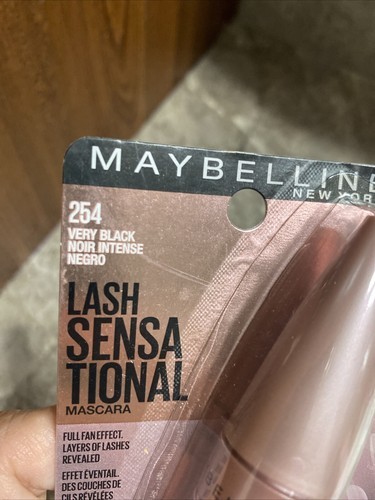 MAYBELLINE
NEW YOR
254
VERY BLACK
NOIR INTENSE
NEGRO
LASH
SENSA
TIONAL
MASCARA
FULL FAN EFFECT.
LAYERS OF LASHES
REVEALED
EFFET ÉVENTAIL.
DES COUCHES DE
CILS RÉVÉLÉES